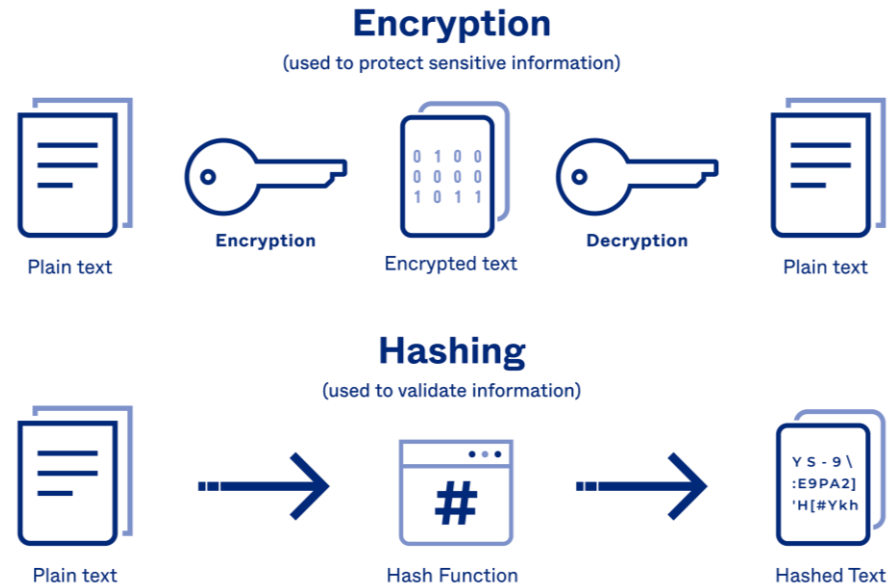 Encryption
(used to protect sensitive information)
0 1 0 0
0 0 0 0
1 0 1 1
Encryption
Decryption
Plain text
Encrypted text
Plain text
Hashing
(used to validate information)
#
Y S - 9 \
:E9PA2]
'H[#Ykh
Plain text
Hash Function
Hashed Text